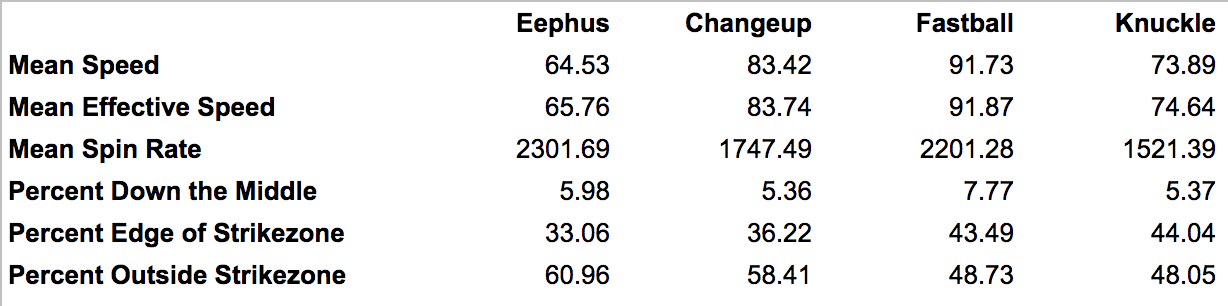 Eephus Changeup Fastball Knuckle
Mean Speed 64.53 83.42 91.73 73.89
Mean Effective Speed 65.76 83.74 91.87 74.64
Mean Spin Rate 2301.69 1747.49 2201.28 1521.39
Percent Down the Middle 5.98 5.36 7.77 5.37
Percent Edge of Strikezone 33.06 36.22 43.49 44.04
Percent Outside Strikezone 60.96 58.41 48.73 48.05